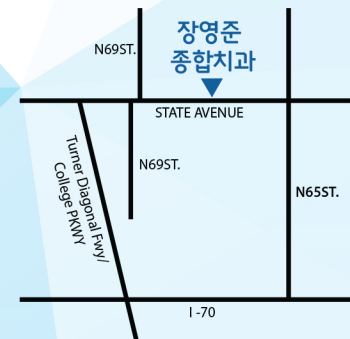 장영준
종합치과
N69ST.
STATE AVENUE
N69ST.
Turner Diagonal Fwy/
College PKWY
N65ST.
I -70